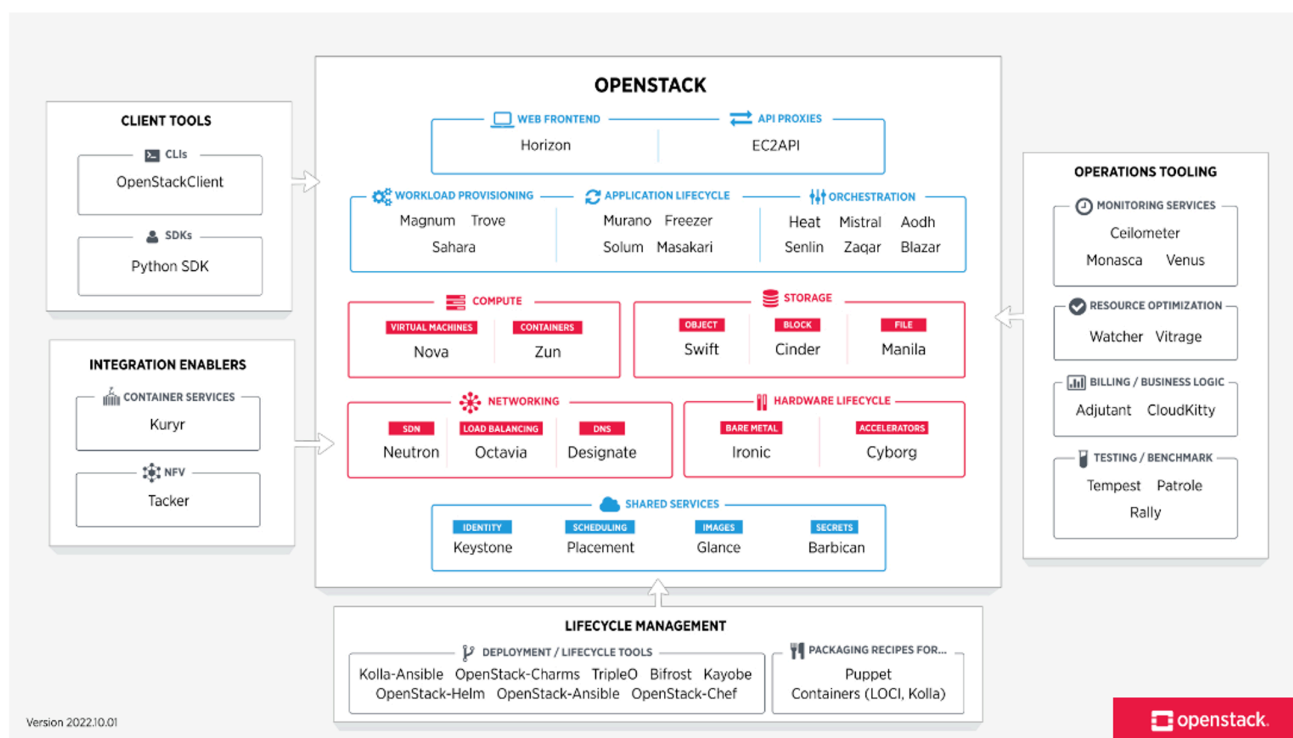 OPENSTACK
WEB FRONTEND
Horizon
API PROXIES
EC2API
WORKLOAD PROVISIONING
Magnum Trove
Sahara
APPLICATION LIFECYCLE
Murano Freezer
Solum Masakari
ORCHESTRATION
Heat Mistral Aodh
Senlin Zaqar Blazar
COMPUTE
VIRTUAL MACHINES
Nova
CONTAINERS
Zun
STORAGE
OBJECT
Swift
BLOCK
Cinder
FILE
Manila
NETWORKING
SDN
Neutron
LOAD BALANCING
Octavia
DNS
Designate
HARDWARE LIFECYCLE
BARE METAL
Ironic
ACCELERATORS
Cyborg
SHARED SERVICES
IDENTITY
Keystone
SCHEDULING
Placement
IMAGES
Glance
SECRETS
Barbican
CLIENT TOOLS
CLIs
OpenStackClient
SDKs
Python SDK
INTEGRATION ENABLERS
CONTAINER SERVICES
Kuryr
NFV
Tacker
OPERATIONS TOOLING
MONITORING SERVICES
Ceilometer
Monasca Venus
RESOURCE OPTIMIZATION
Watcher Vitrage
BILLING / BUSINESS LOGIC
Adjutant CloudKitty
TESTING / BENCHMARK
Tempest Patrole
Rally
LIFECYCLE MANAGEMENT
DEPLOYMENT / LIFECYCLE TOOLS
Kolla-Ansible OpenStack-Charms TripleO Bifrost Kayobe
OpenStack-Helm OpenStack-Ansible OpenStack-Chef
PACKAGING RECIPES FOR...
Puppet
Containers (LOCI, Kolla)
Version 2022.10.01
openstack.